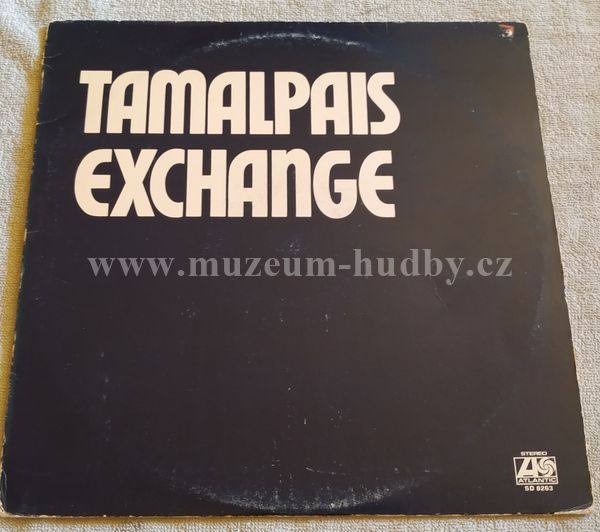 TAMALPAIS
EXCHANGE
www.muzeum-hudby.cz
STEREO
ATLANTIC
SD 8263